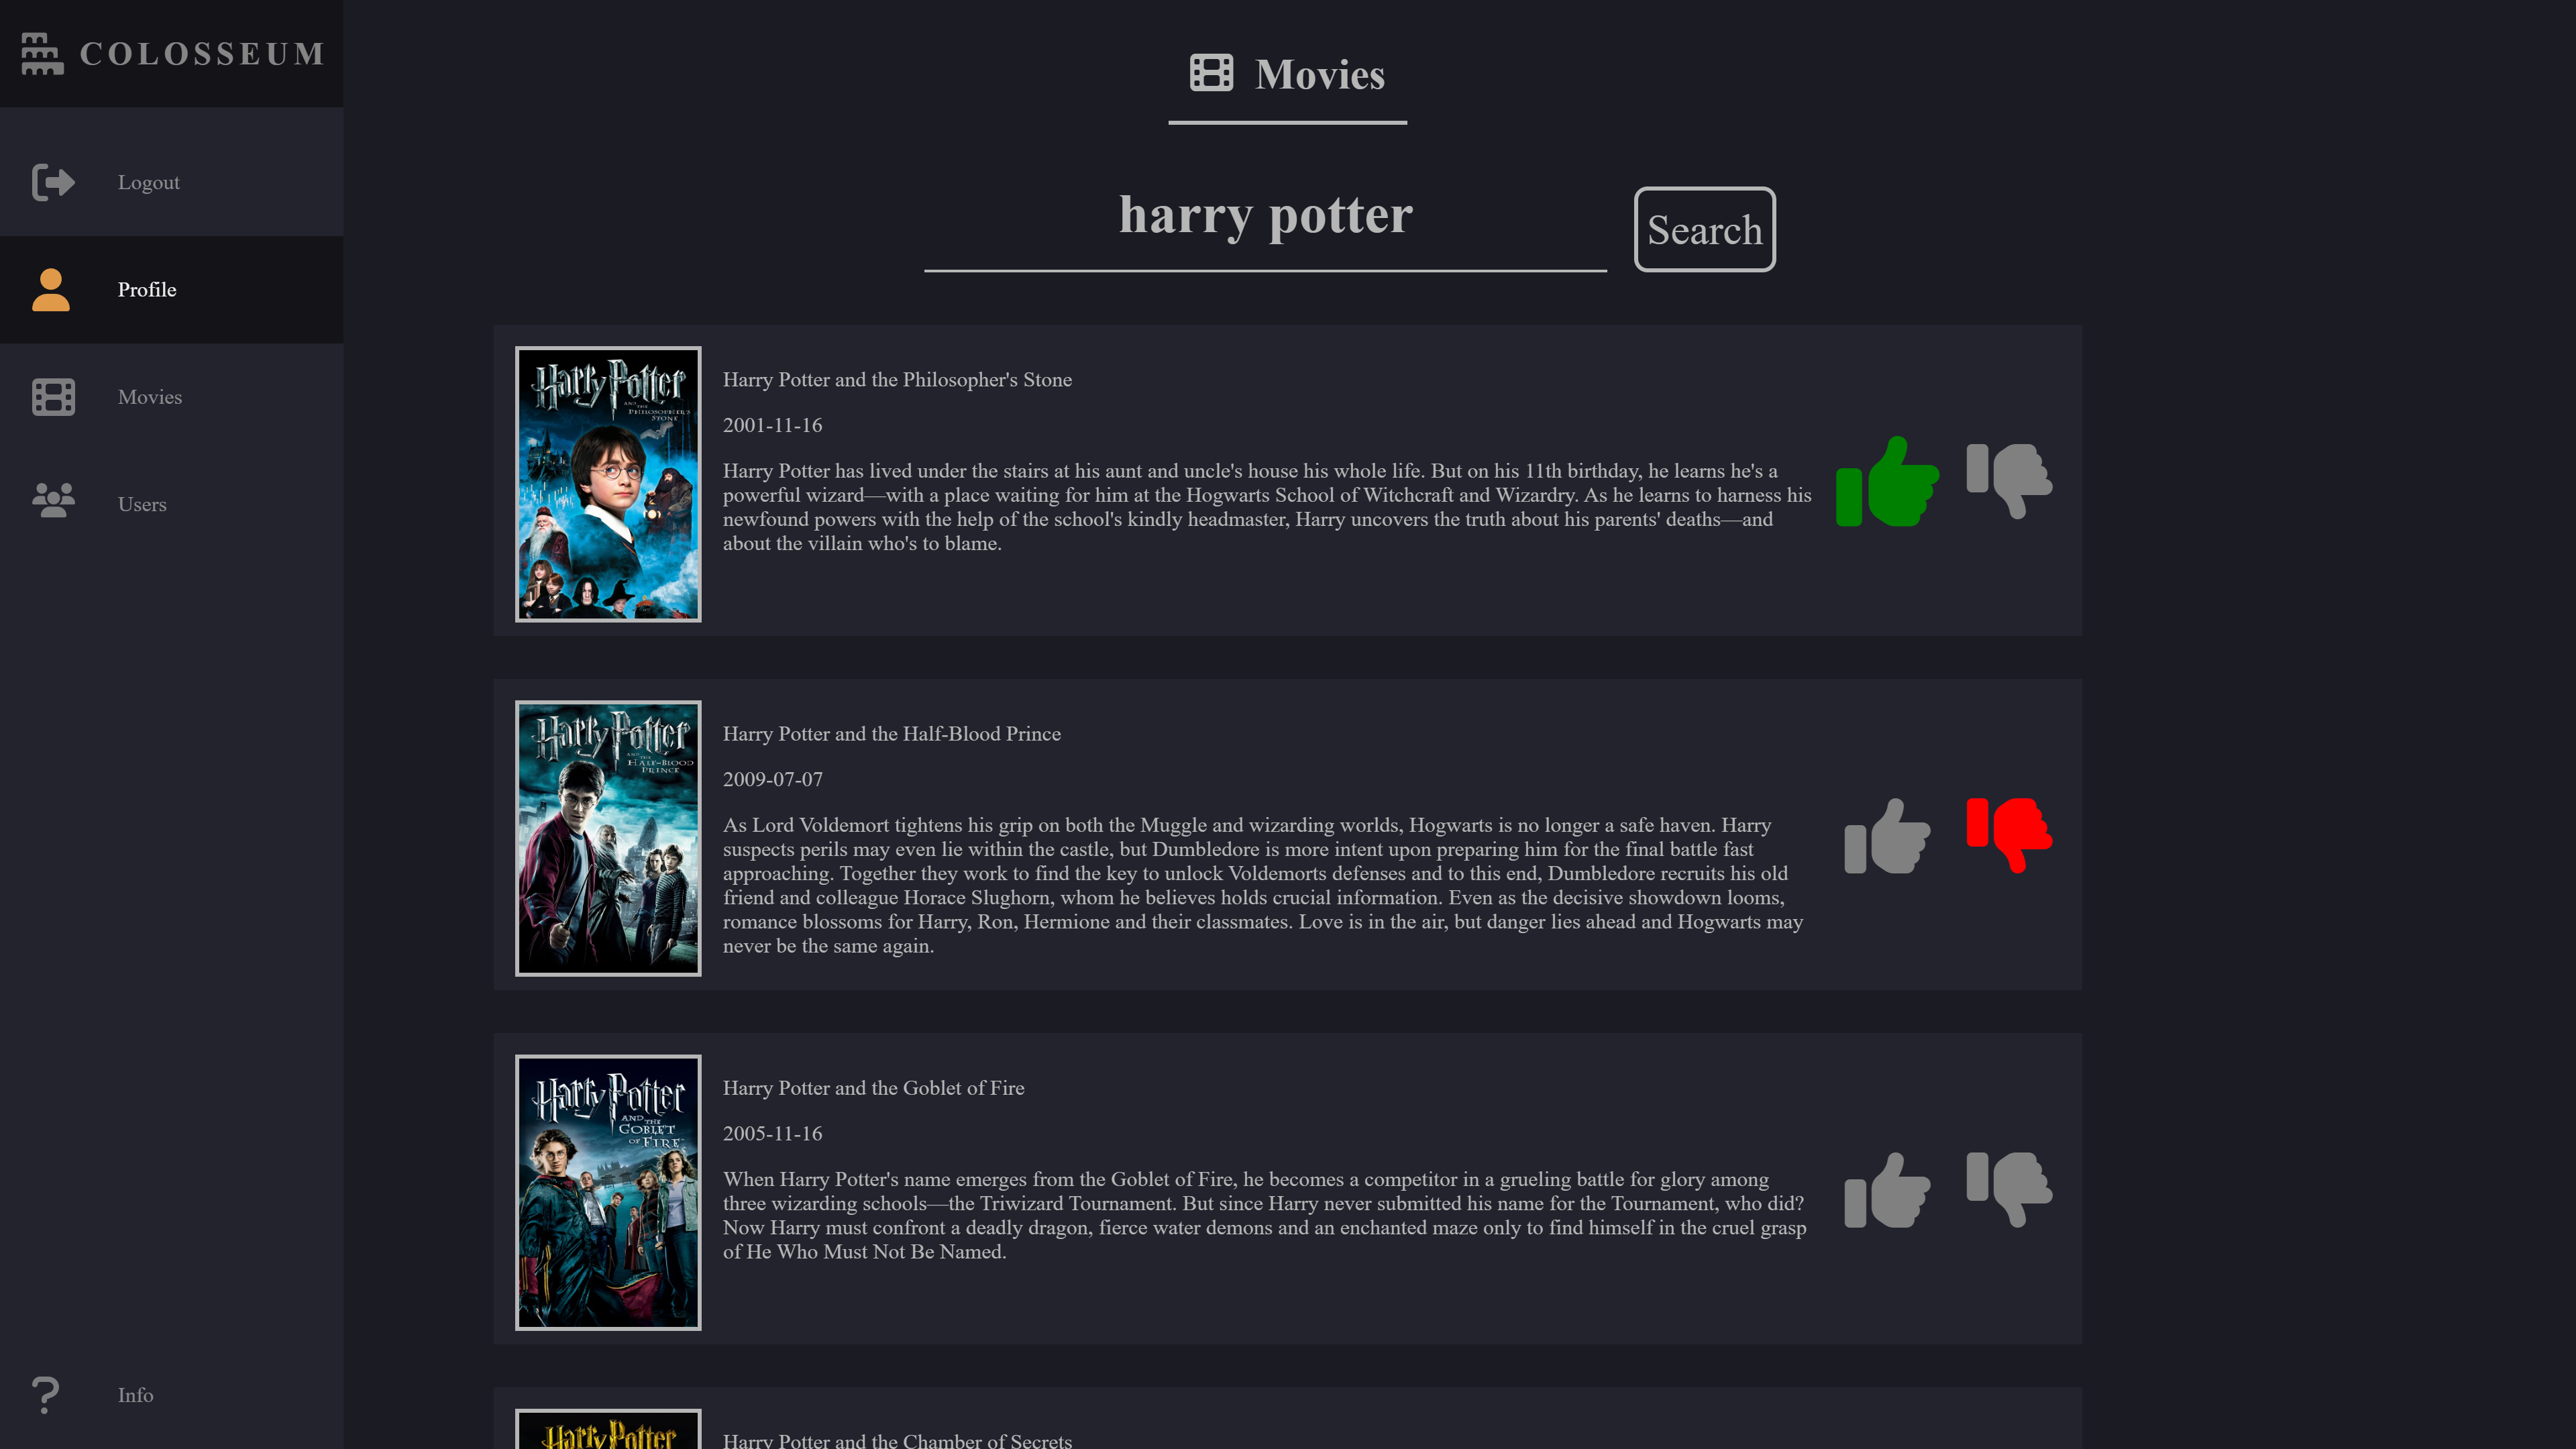 COLOSSEUM
Logout
Profile
Movies
Users
Info
Movies
harry potter
Search
Harry Potter
AND THE
PHILOSOPHER'S
STONE
Harry Potter and the Philosopher's Stone
2001-11-16
Harry Potter has lived under the stairs at his aunt and uncle's house his whole life. But on his 11th birthday, he learns he's a
powerful wizard—with a place waiting for him at the Hogwarts School of Witchcraft and Wizardry. As he learns to harness his
newfound powers with the help of the school's kindly headmaster, Harry uncovers the truth about his parents' deaths—and
about the villain who's to blame.
Harry Potter
AND THE
HALF-BLOOD
PRINCE
Harry Potter and the Half-Blood Prince
2009-07-07
As Lord Voldemort tightens his grip on both the Muggle and wizarding worlds, Hogwarts is no longer a safe haven. Harry
suspects perils may even lie within the castle, but Dumbledore is more intent upon preparing him for the final battle fast
approaching. Together they work to find the key to unlock Voldemorts defenses and to this end, Dumbledore recruits his old
friend and colleague Horace Slughorn, whom he believes holds crucial information. Even as the decisive showdown looms,
romance blossoms for Harry, Ron, Hermione and their classmates. Love is in the air, but danger lies ahead and Hogwarts may
never be the same again.
Harry Potter
AND THE
GOBLET
OF FIRE
Harry Potter and the Goblet of Fire
2005-11-16
When Harry Potter's name emerges from the Goblet of Fire, he becomes a competitor in a grueling battle for glory among
three wizarding schools—the Triwizard Tournament. But since Harry never submitted his name for the Tournament, who did?
Now Harry must confront a deadly dragon, fierce water demons and an enchanted maze only to find himself in the cruel grasp
of He Who Must Not Be Named.
Harry Potter
Harry Potter and the Chamber of Secrets